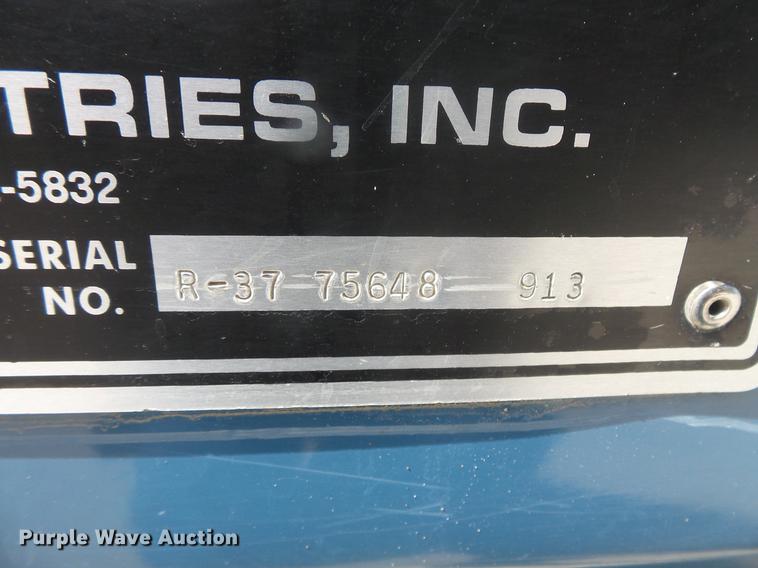 TRIES, INC.
-5832
SERIAL
NO.
R-37 75648 913
Purple Wave Auction